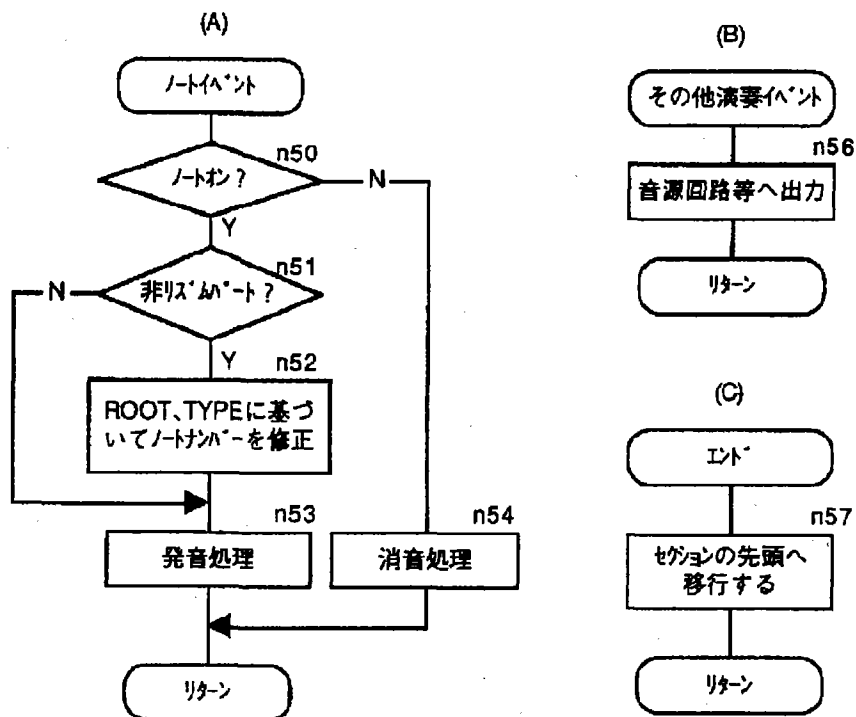 (A)
ノートイベント
n50
ノートオン？
N
Y
n51
非リズムパート？
N
Y
n52
ROOT、TYPEに基づ
いてノートナンバーを修正
n53
発音処理
n54
消音処理
リターン
(B)
その他演奏イベント
n56
音源回路等へ出力
リターン
(C)
エンド
n57
セクションの先頭へ
移行する
リターン